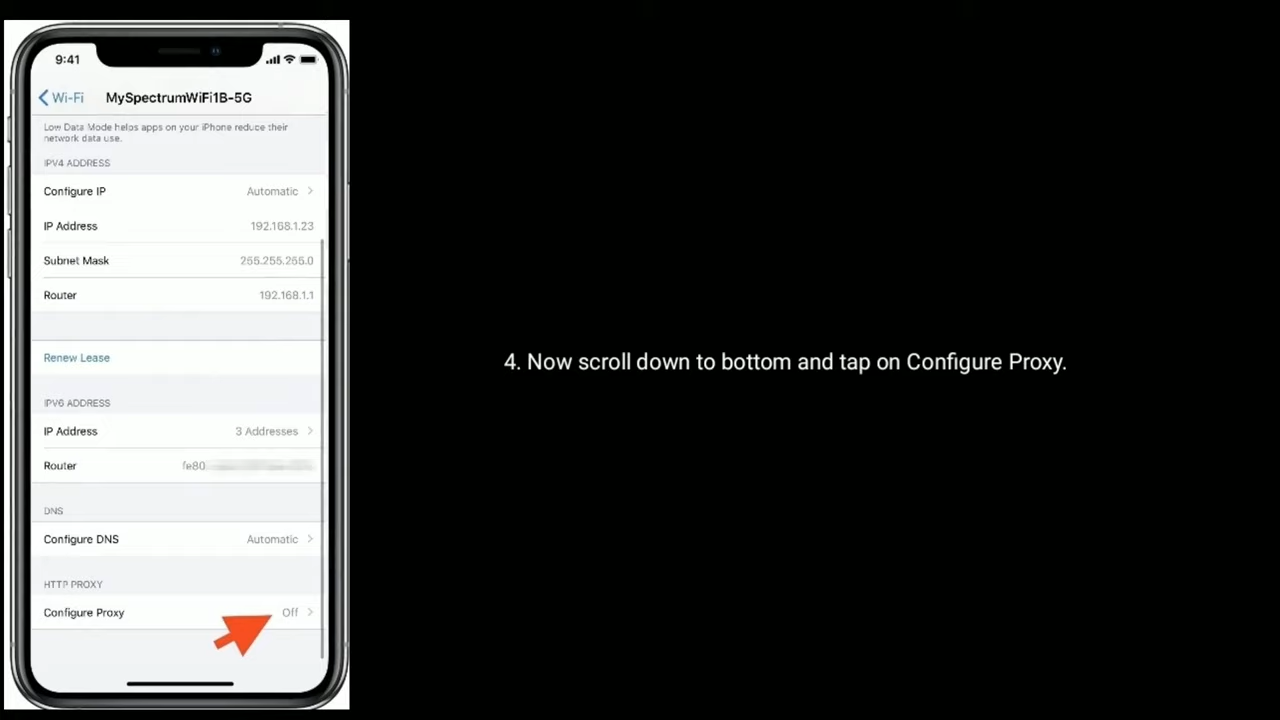 9:41
Wi-Fi MySpectrumWiFi1B-5G
Low Data Mode helps apps on your iPhone reduce their
network data use.
IPV4 ADDRESS
Configure IP Automatic
IP Address 192.168.1.23
Subnet Mask 255.255.255.0
Router 192.168.1.1
Renew Lease
IPV6 ADDRESS
IP Address 3 Addresses
Router fe80
DNS
Configure DNS Automatic
HTTP PROXY
Configure Proxy Off
4. Now scroll down to bottom and tap on Configure Proxy.